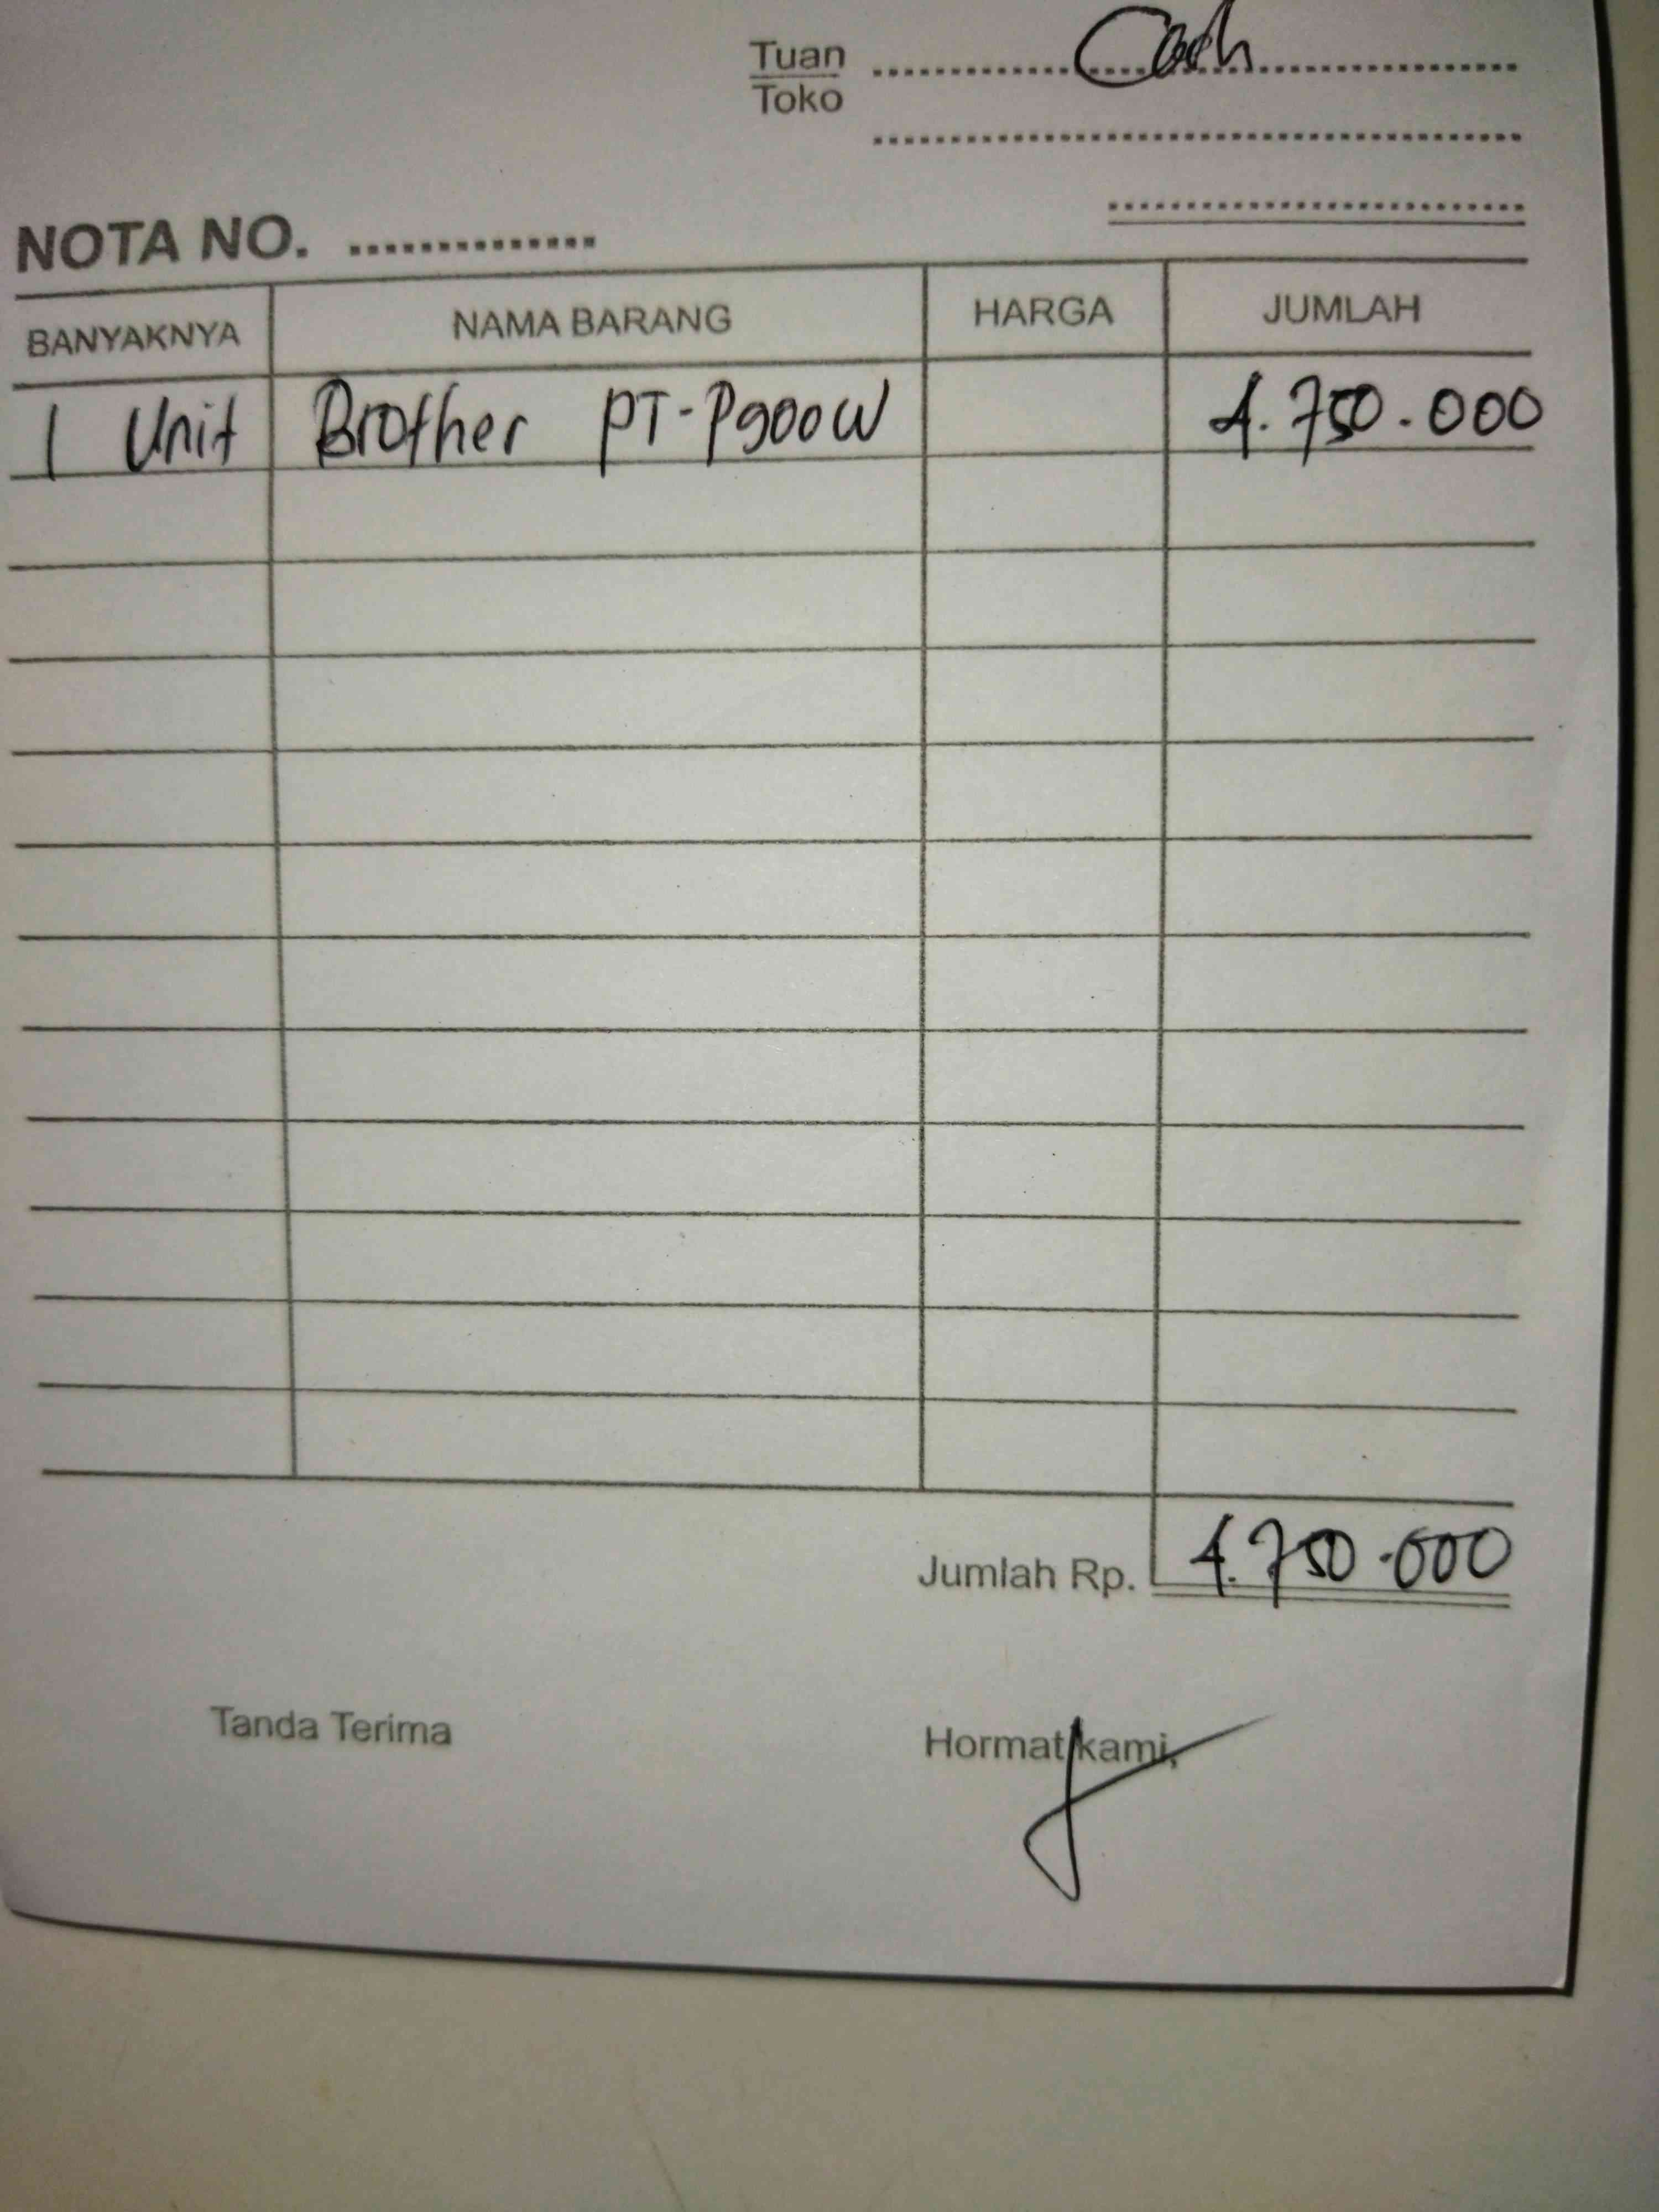 Tuan Cash
Toko
NOTA NO. ..............
BANYAKNYA NAMA BARANG HARGA JUMLAH
1 Unit Brother PT-P900W 4.750.000
Jumlah Rp. 4.750.000
Tanda Terima Hormat kami,